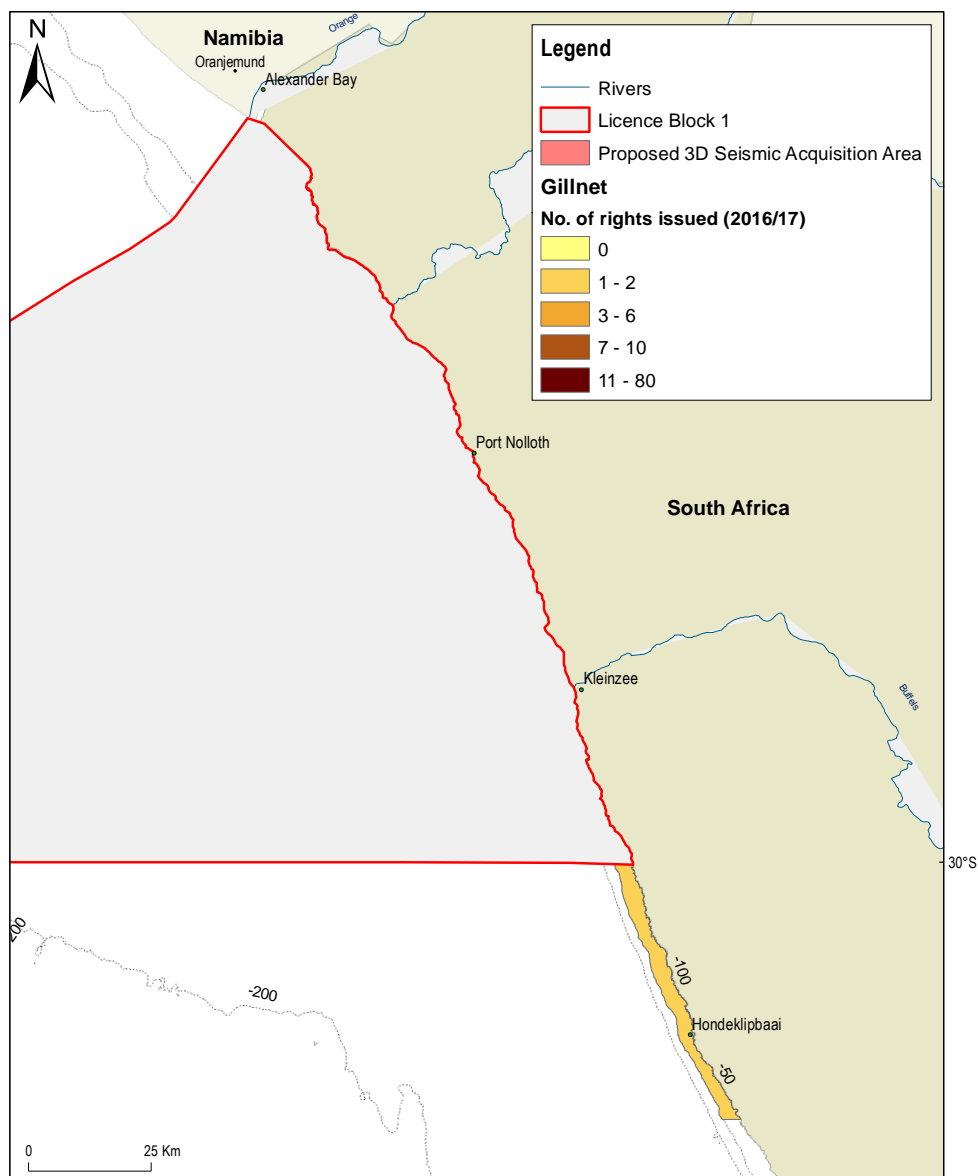 Orange
N
Namibia
Oranjemund
Alexander Bay
Legend
Rivers
Licence Block 1
Proposed 3D Seismic Acquisition Area
Gillnet
No. of rights issued (2016/17)
0
1 - 2
3 - 6
7 - 10
11 - 80
Port Nolloth
South Africa
Kleinzee
Buffels
30°S
200
-200
-100
Hondeklipbaai
-50
0
25 Km